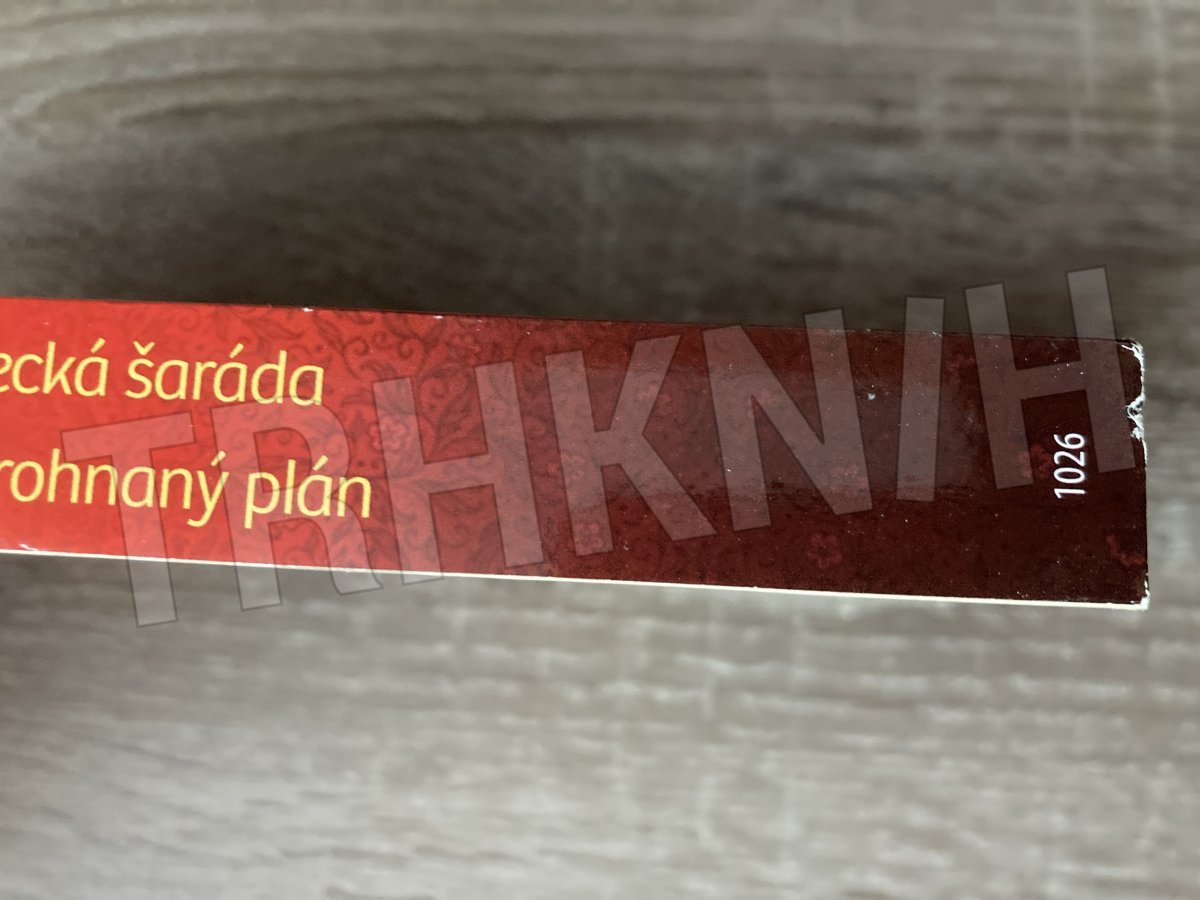 ecká šaráda
rohnaný plán
1026
TRHKNIH